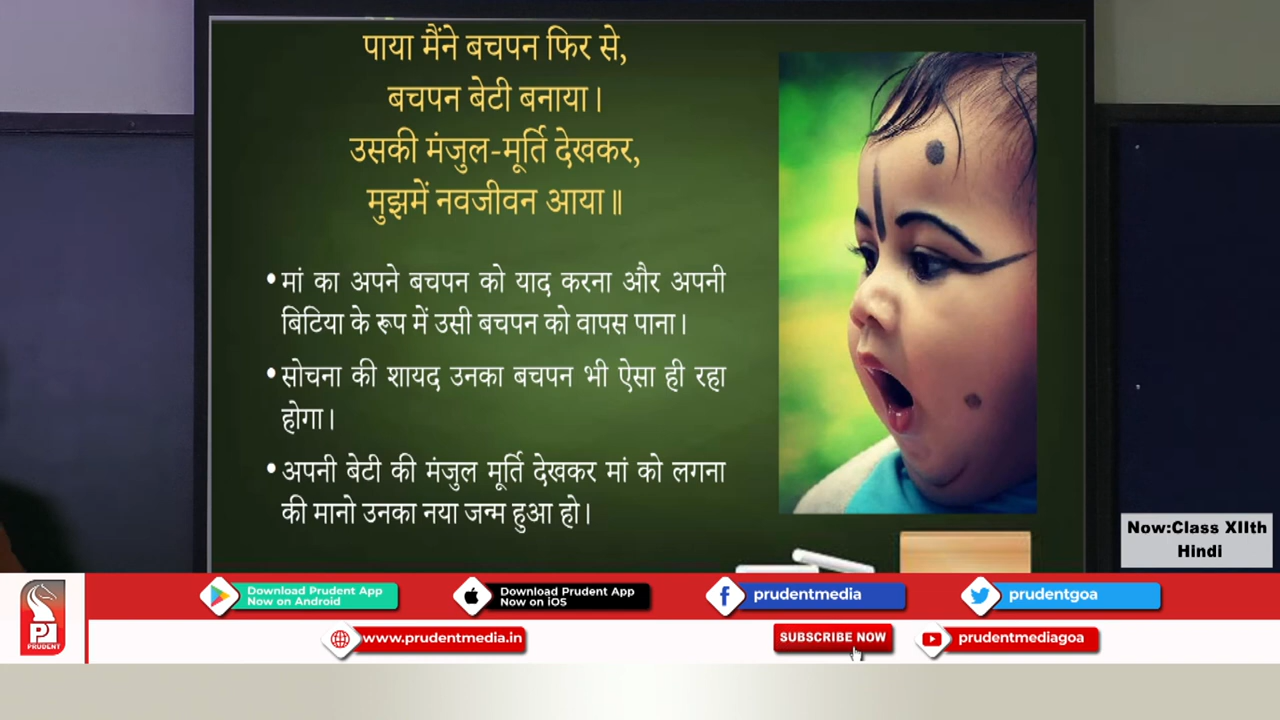 पाया मैंने बचपन फिर से,
बचपन बेटी बनाया।
उसकी मंजुल-मूर्ति देखकर,
मुझमें नवजीवन आया॥
• मां का अपने बचपन को याद करना और अपनी
बिटिया के रूप में उसी बचपन को वापस पाना।
• सोचना की शायद उनका बचपन भी ऐसा ही रहा
होगा।
• अपनी बेटी की मंजुल मूर्ति देखकर मां को लगना
की मानो उनका नया जन्म हुआ हो।
Now:Class XIIth
Hindi
PRUDENT
Download Prudent App
Now on Android
Download Prudent App
Now on iOS
prudentmedia
prudentgoa
www.prudentmedia.in
SUBSCRIBE NOW
prudentmediagoa